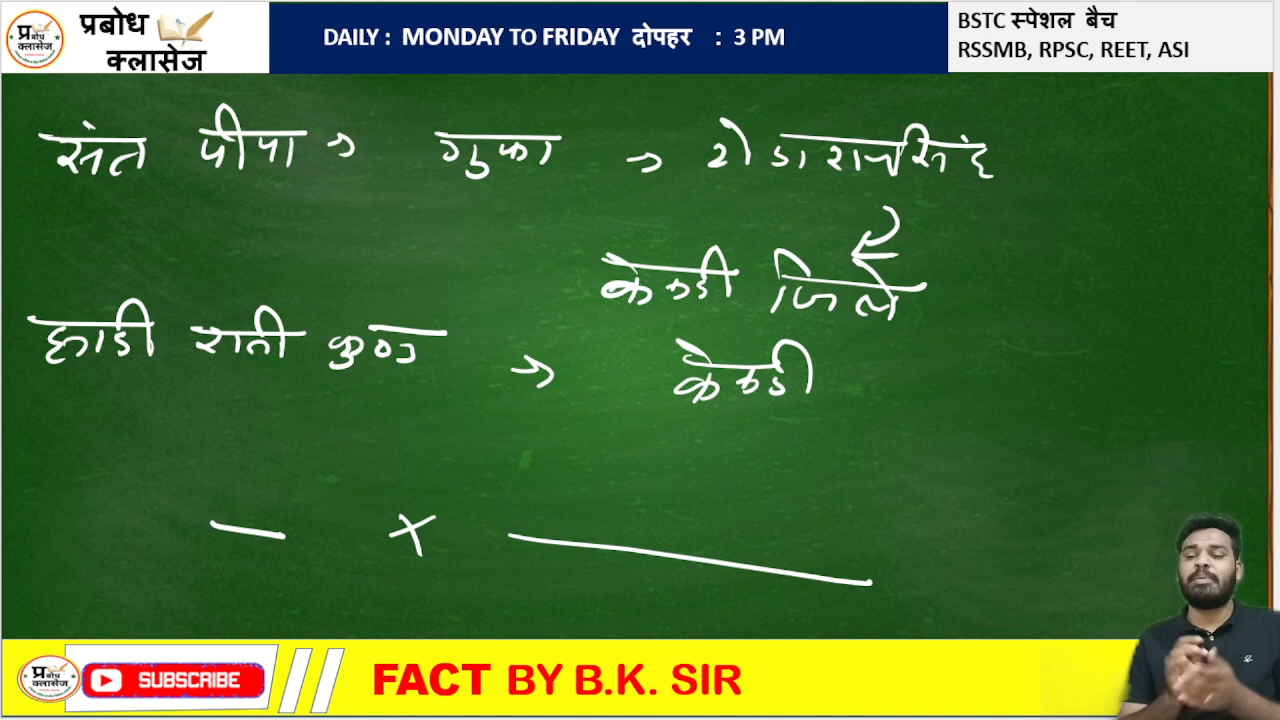 प्रबोध
क्लासेज
प्र
बोध
क्लासेज
DAILY : MONDAY TO FRIDAY दोपहर : 3 PM
BSTC स्पेशल बैच
RSSMB, RPSC, REET, ASI
संत पीपा → गुफा → टोडारायसिंह
केकडी जिले
हाडी रानी कुण्ड → केकडी
प्र
बोध
क्लासेज
SUBSCRIBE
FACT BY B.K. SIR